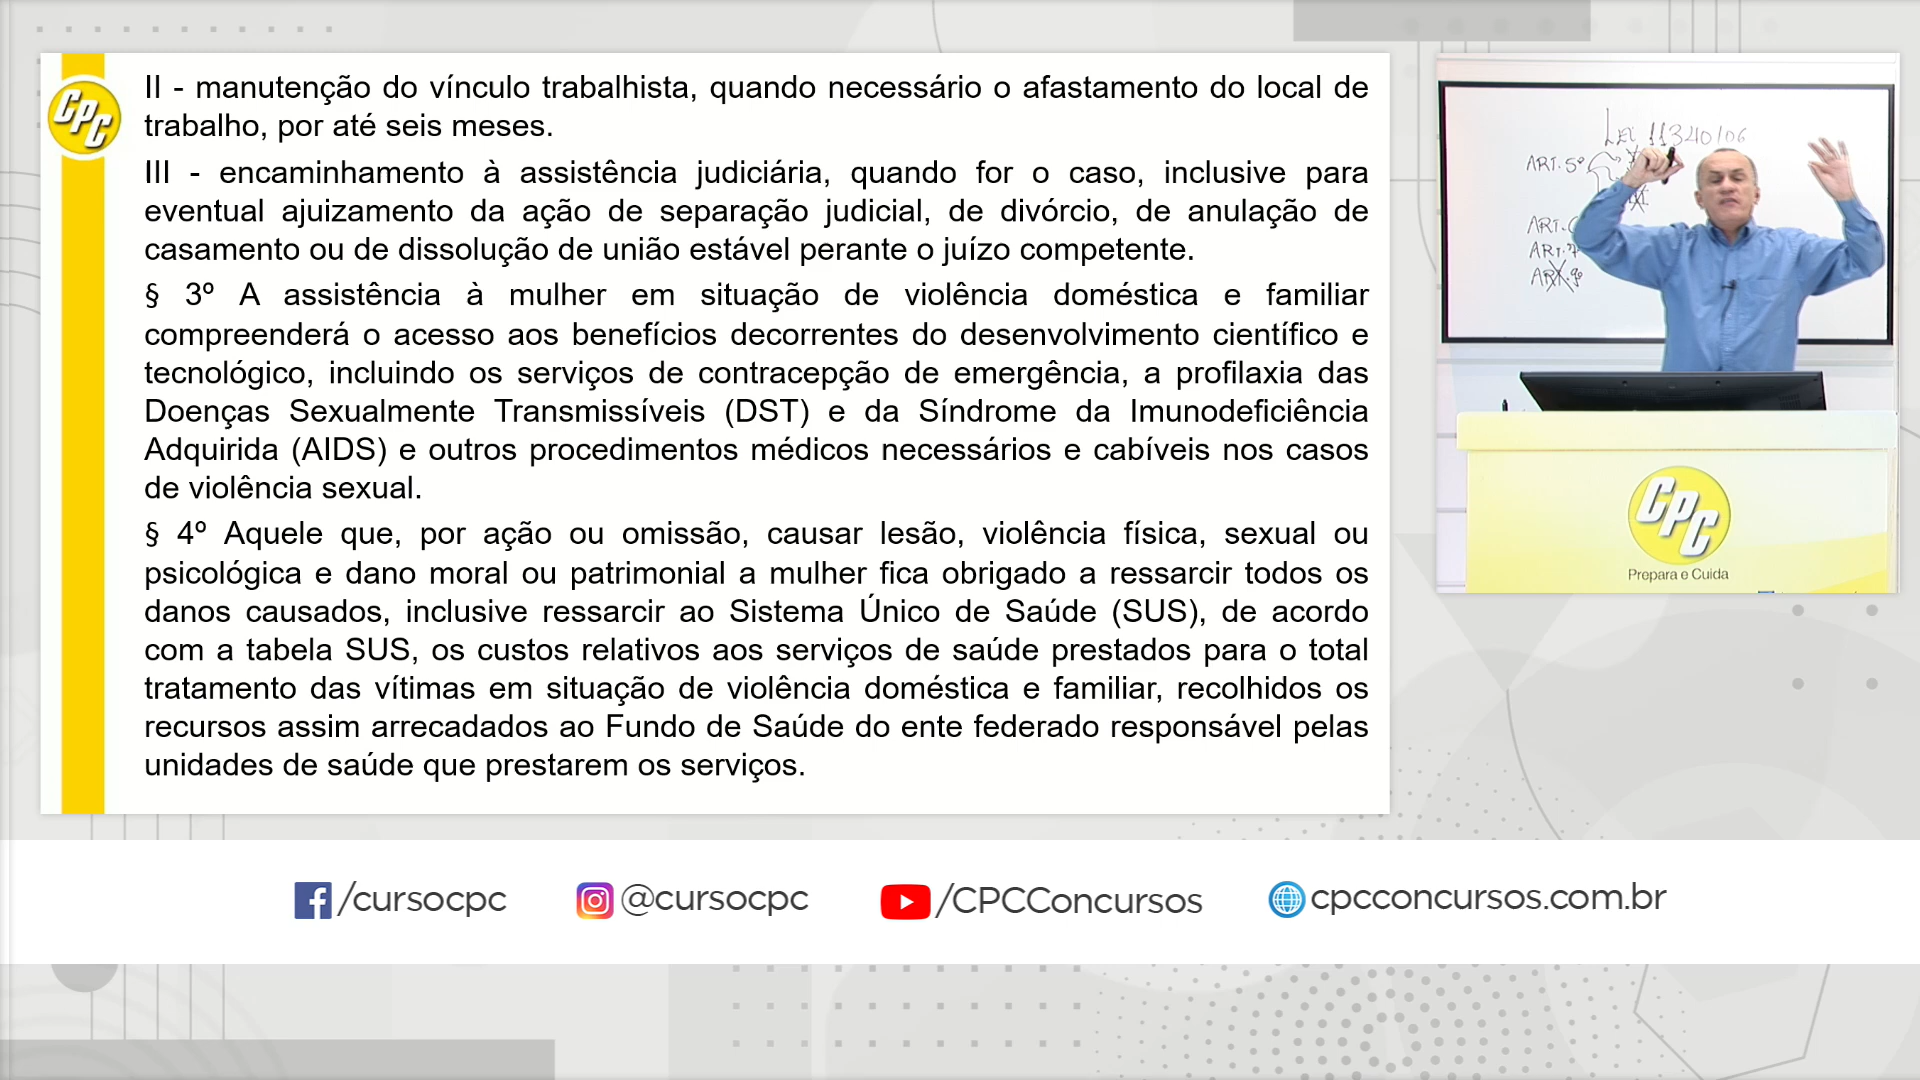 II - manutenção do vínculo trabalhista, quando necessário o afastamento do local de
trabalho, por até seis meses.
III - encaminhamento à assistência judiciária, quando for o caso, inclusive para
eventual ajuizamento da ação de separação judicial, de divórcio, de anulação de
casamento ou de dissolução de união estável perante o juízo competente.
§ 3º A assistência à mulher em situação de violência doméstica e familiar
compreenderá o acesso aos benefícios decorrentes do desenvolvimento científico e
tecnológico, incluindo os serviços de contracepção de emergência, a profilaxia das
Doenças Sexualmente Transmissíveis (DST) e da Síndrome da Imunodeficiência
Adquirida (AIDS) e outros procedimentos médicos necessários e cabíveis nos casos
de violência sexual.
§ 4º Aquele que, por ação ou omissão, causar lesão, violência física, sexual ou
psicológica e dano moral ou patrimonial a mulher fica obrigado a ressarcir todos os
danos causados, inclusive ressarcir ao Sistema Único de Saúde (SUS), de acordo
com a tabela SUS, os custos relativos aos serviços de saúde prestados para o total
tratamento das vítimas em situação de violência doméstica e familiar, recolhidos os
recursos assim arrecadados ao Fundo de Saúde do ente federado responsável pelas
unidades de saúde que prestarem os serviços.
CPC
LEI 11340/06
ART. 5º
ART.
ART.
ART. 9º
CPC
Prepara e Cuida
/cursocpc
@cursocpc
/CPCConcursos
cpcconcursos.com.br